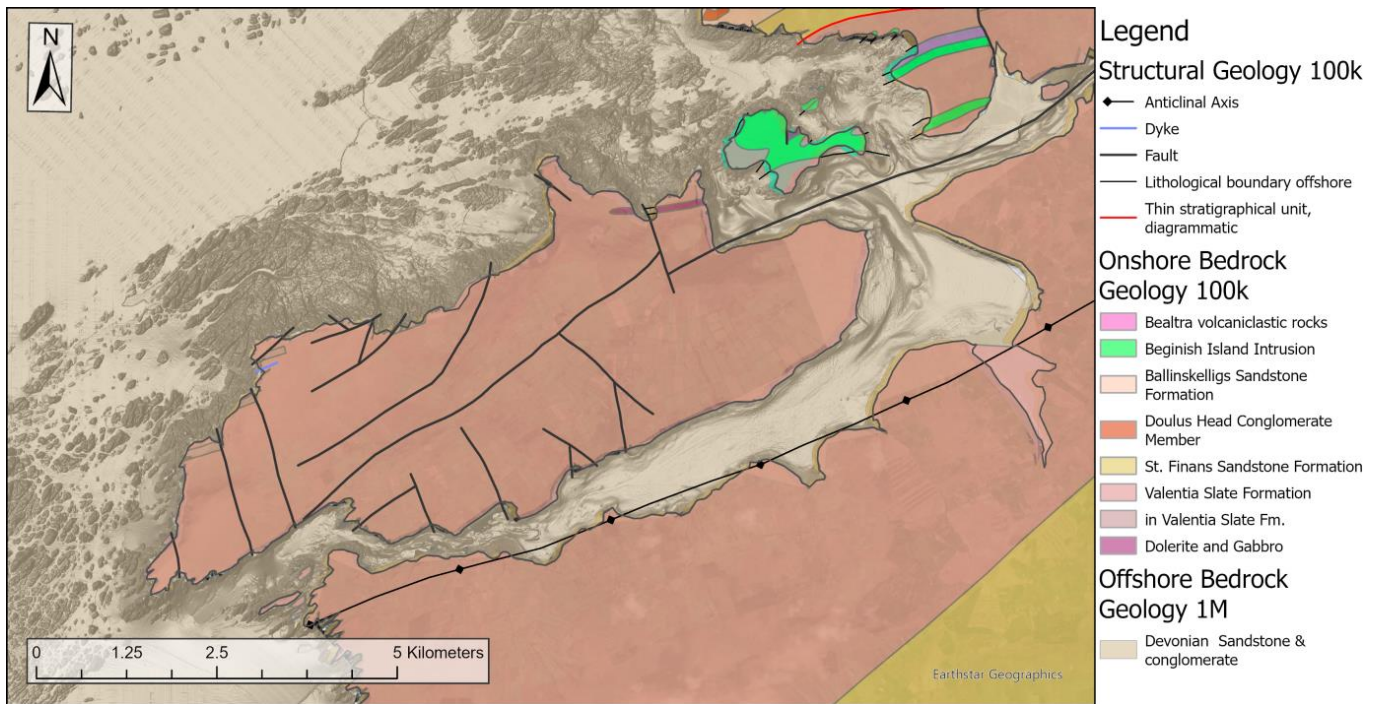 N
0 1.25 2.5 5 Kilometers
Earthstar Geographics
Legend
Structural Geology 100k
Anticlinal Axis
Dyke
Fault
Lithological boundary offshore
Thin stratigraphical unit,
diagrammatic
Onshore Bedrock
Geology 100k
Bealtra volcaniclastic rocks
Beginish Island Intrusion
Ballinskelligs Sandstone
Formation
Doulus Head Conglomerate
Member
St. Finans Sandstone Formation
Valentia Slate Formation
in Valentia Slate Fm.
Dolerite and Gabbro
Offshore Bedrock
Geology 1M
Devonian Sandstone &
conglomerate